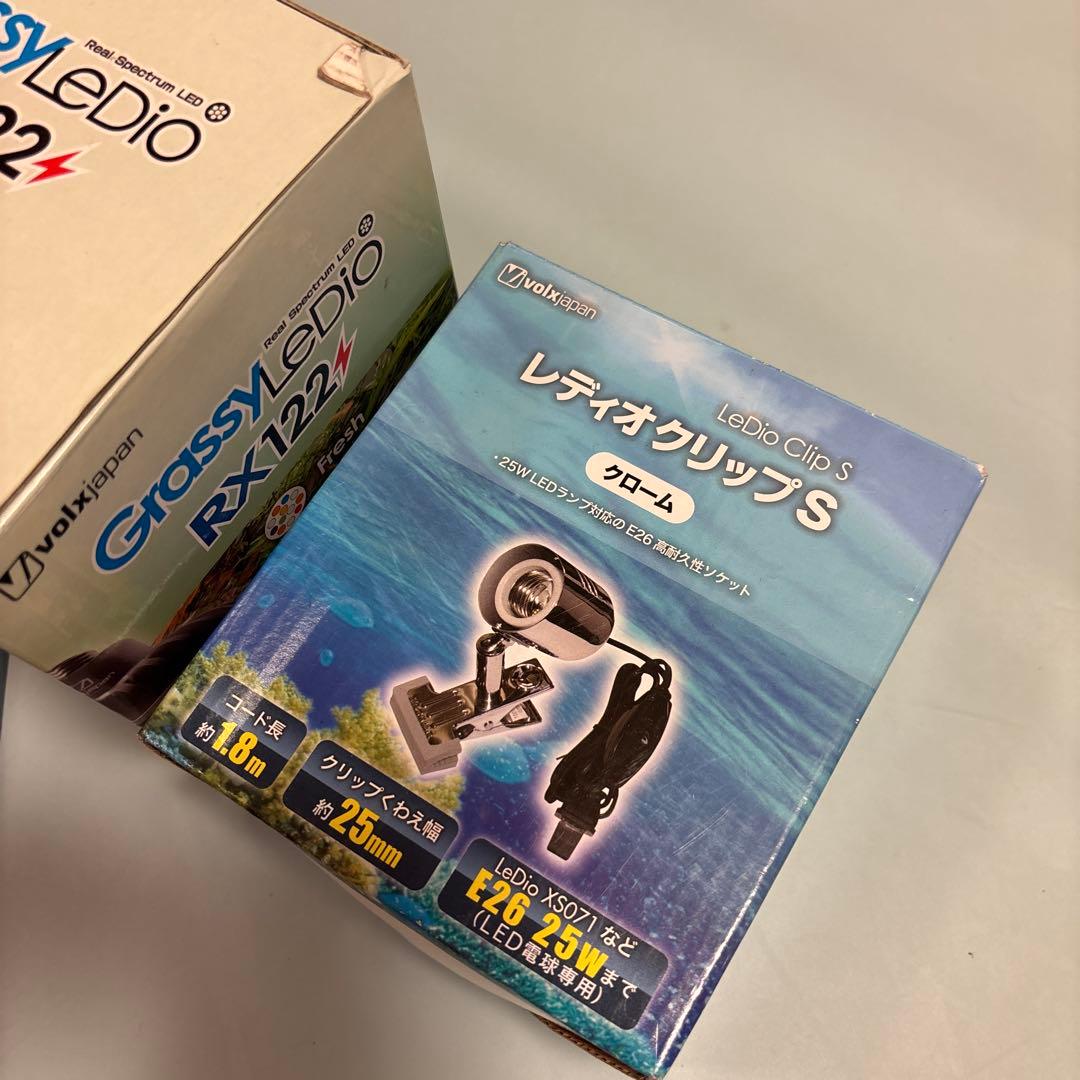 Real Spectrum LED
ssyLeDio
22
volxjapan
Real Spectrum LED
GrassyLeDio
RX122
Fresh
volxjapan
LeDio Clip S
レディオクリップS
クローム
・25W LEDランプ対応の E26 高耐久性ソケット
コード長
約1.8m
クリップくわえ幅
約25mm
LeDio XS071 など
E26 25Wまで
(LED電球専用)